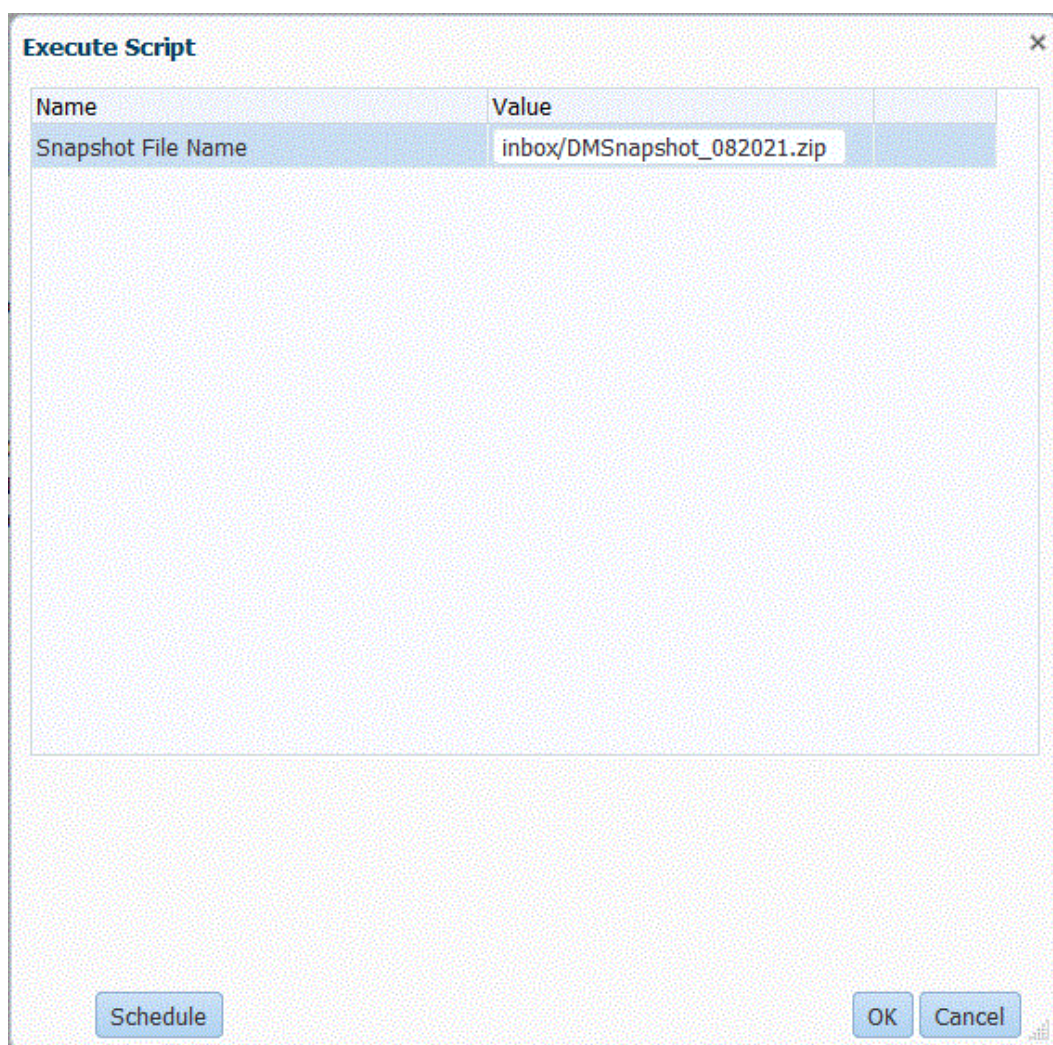 Execute Script
Name Value
Snapshot File Name inbox/DMSnapshot_082021.zip
Schedule OK Cancel